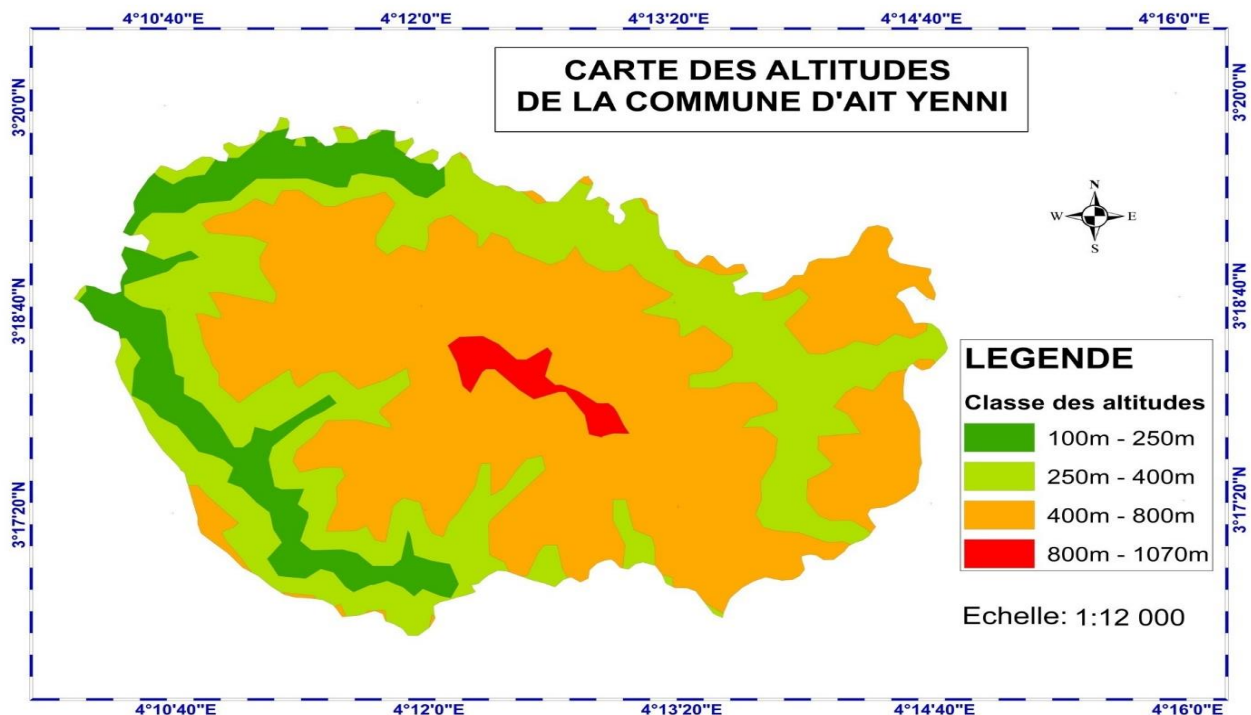 4°10'40"E 4°12'0"E 4°13'20"E 4°14'40"E 4°16'0"E
CARTE DES ALTITUDES
DE LA COMMUNE D'AIT YENNI
3°20'0"N
3°20'0"N
N
W
E
S
3°18'40"N
3°18'40"N
LEGENDE
Classe des altitudes
100m - 250m
250m - 400m
400m - 800m
800m - 1070m
3°17'20"N
3°17'20"N
Echelle: 1:12 000
4°10'40"E 4°12'0"E 4°13'20"E 4°14'40"E 4°16'0"E